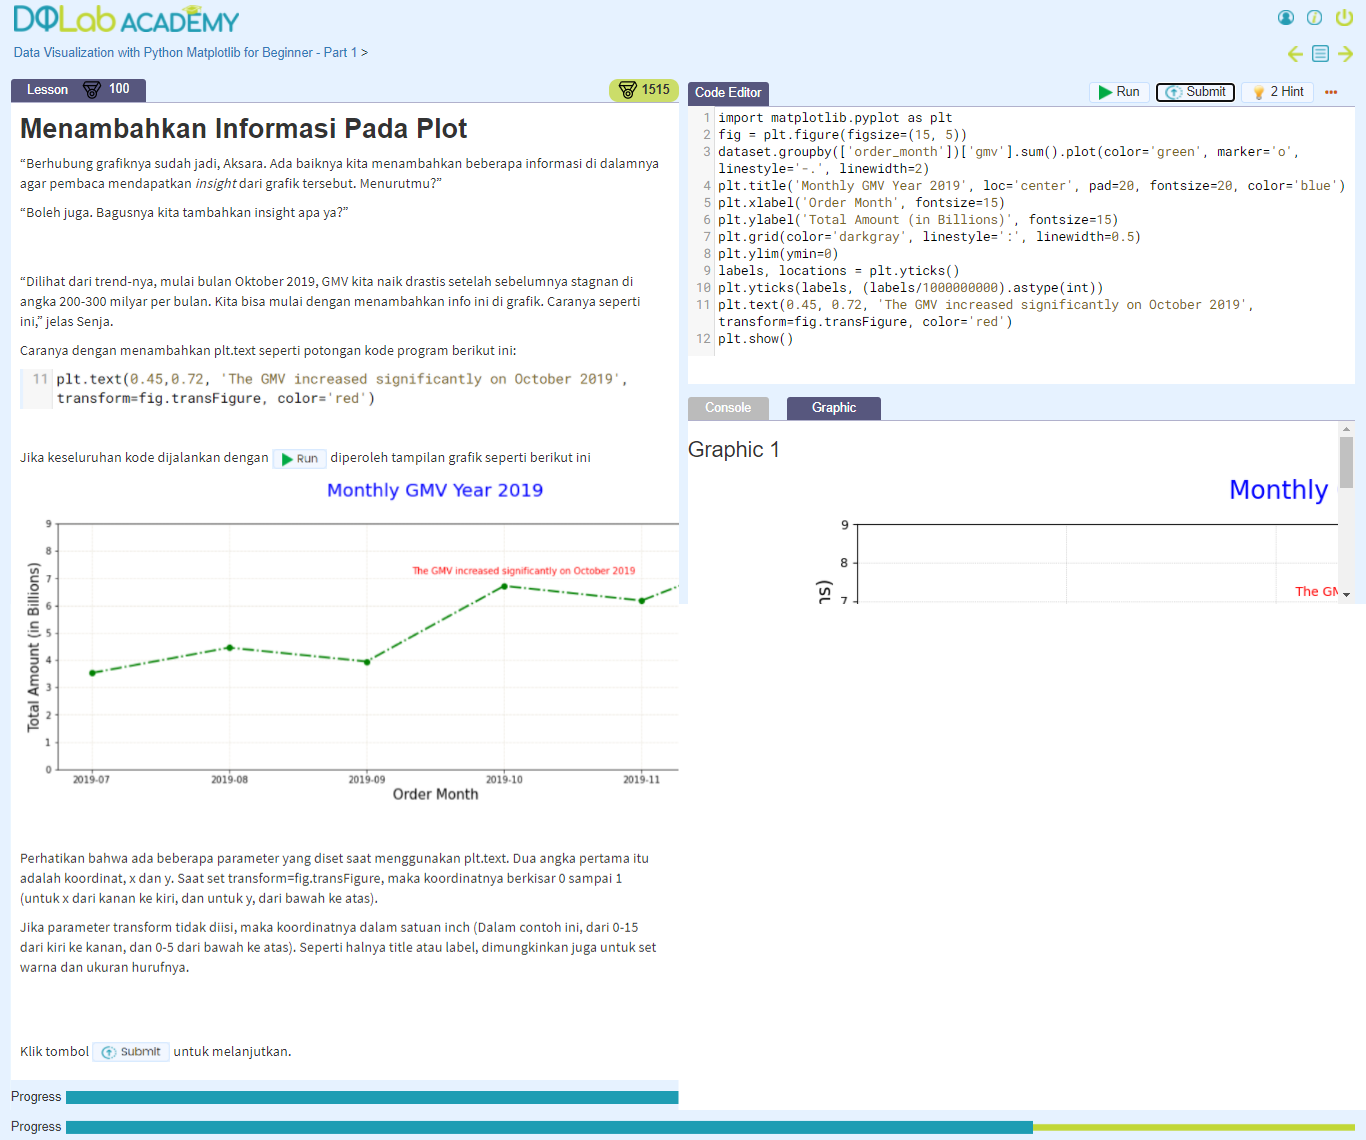 DQLab ACADEMY
Data Visualization with Python Matplotlib for Beginner - Part 1 >
Lesson 100
1515
Menambahkan Informasi Pada Plot
“Berhubung grafiknya sudah jadi, Aksara. Ada baiknya kita menambahkan beberapa informasi di dalamnya
agar pembaca mendapatkan insight dari grafik tersebut. Menurutmu?”
“Boleh juga. Bagusnya kita tambahkan insight apa ya?”
“Dilihat dari trend-nya, mulai bulan Oktober 2019, GMV kita naik drastis setelah sebelumnya stagnan di
angka 200-300 milyar per bulan. Kita bisa mulai dengan menambahkan info ini di grafik. Caranya seperti
ini,” jelas Senja.
Caranya dengan menambahkan plt.text seperti potongan kode program berikut ini:
11 plt.text(0.45,0.72, 'The GMV increased significantly on October 2019',
transform=fig.transFigure, color='red')
Jika keseluruhan kode dijalankan dengan Run diperoleh tampilan grafik seperti berikut ini
Monthly GMV Year 2019
9
8
The GMV increased significantly on October 2019
7
6
5
4
3
2
1
0
Total Amount (in Billions)
2019-07 2019-08 2019-09 2019-10 2019-11
Order Month
Perhatikan bahwa ada beberapa parameter yang diset saat menggunakan plt.text. Dua angka pertama itu
adalah koordinat, x dan y. Saat set transform=fig.transFigure, maka koordinatnya berkisar 0 sampai 1
(untuk x dari kanan ke kiri, dan untuk y, dari bawah ke atas).
Jika parameter transform tidak diisi, maka koordinatnya dalam satuan inch (Dalam contoh ini, dari 0-15
dari kiri ke kanan, dan 0-5 dari bawah ke atas). Seperti halnya title atau label, dimungkinkan juga untuk set
warna dan ukuran hurufnya.
Klik tombol Submit untuk melanjutkan.
Progress
Progress
Code Editor
Run Submit 2 Hint
1 import matplotlib.pyplot as plt
2 fig = plt.figure(figsize=(15, 5))
3 dataset.groupby(['order_month'])['gmv'].sum().plot(color='green', marker='o',
linestyle='-.', linewidth=2)
4 plt.title('Monthly GMV Year 2019', loc='center', pad=20, fontsize=20, color='blue')
5 plt.xlabel('Order Month', fontsize=15)
6 plt.ylabel('Total Amount (in Billions)', fontsize=15)
7 plt.grid(color='darkgray', linestyle=':', linewidth=0.5)
8 plt.ylim(ymin=0)
9 labels, locations = plt.yticks()
10 plt.yticks(labels, (labels/1000000000).astype(int))
11 plt.text(0.45, 0.72, 'The GMV increased significantly on October 2019',
transform=fig.transFigure, color='red')
12 plt.show()
Console Graphic
Graphic 1
Monthly
9
8
7
ns)
The GM